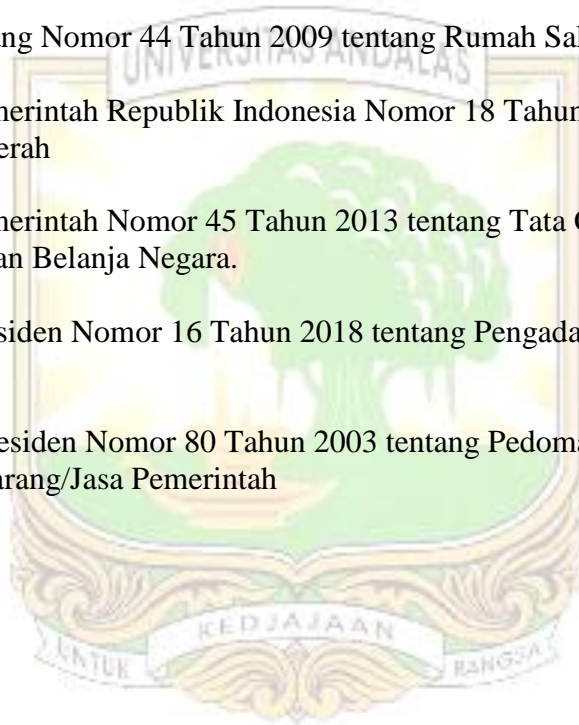 ang Nomor 44 Tahun 2009 tentang Rumah Sal
UNIVERSITAS ANDALAS
merintah Republik Indonesia Nomor 18 Tahun
erah
merintah Nomor 45 Tahun 2013 tentang Tata
an Belanja Negara.
siden Nomor 16 Tahun 2018 tentang Pengada
esiden Nomor 80 Tahun 2003 tentang Pedoma
arang/Jasa Pemerintah
KEDJAJAAN
UNTUK BANGSA